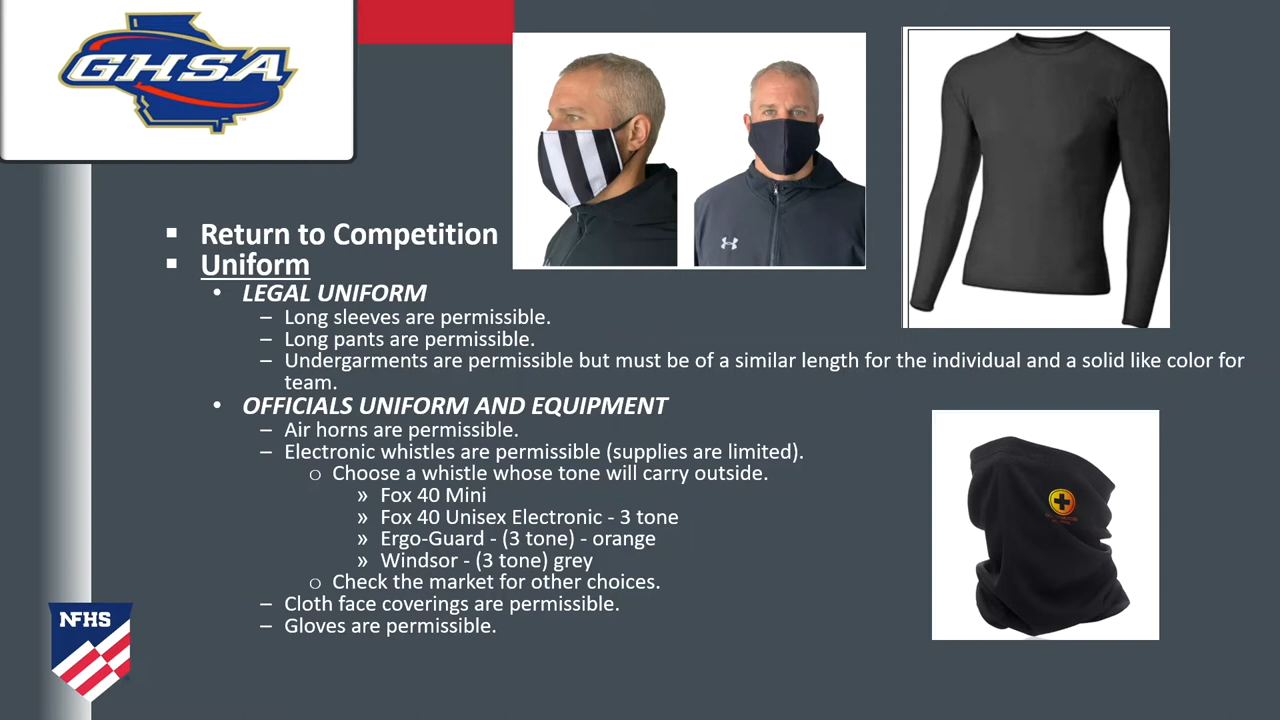 GHSA
▪ Return to Competition
▪ Uniform
• LEGAL UNIFORM
– Long sleeves are permissible.
– Long pants are permissible.
– Undergarments are permissible but must be of a similar length for the individual and a solid like color for
team.
• OFFICIALS UNIFORM AND EQUIPMENT
– Air horns are permissible.
– Electronic whistles are permissible (supplies are limited).
o Choose a whistle whose tone will carry outside.
» Fox 40 Mini
» Fox 40 Unisex Electronic - 3 tone
» Ergo-Guard - (3 tone) - orange
» Windsor - (3 tone) grey
o Check the market for other choices.
– Cloth face coverings are permissible.
– Gloves are permissible.
NFHS